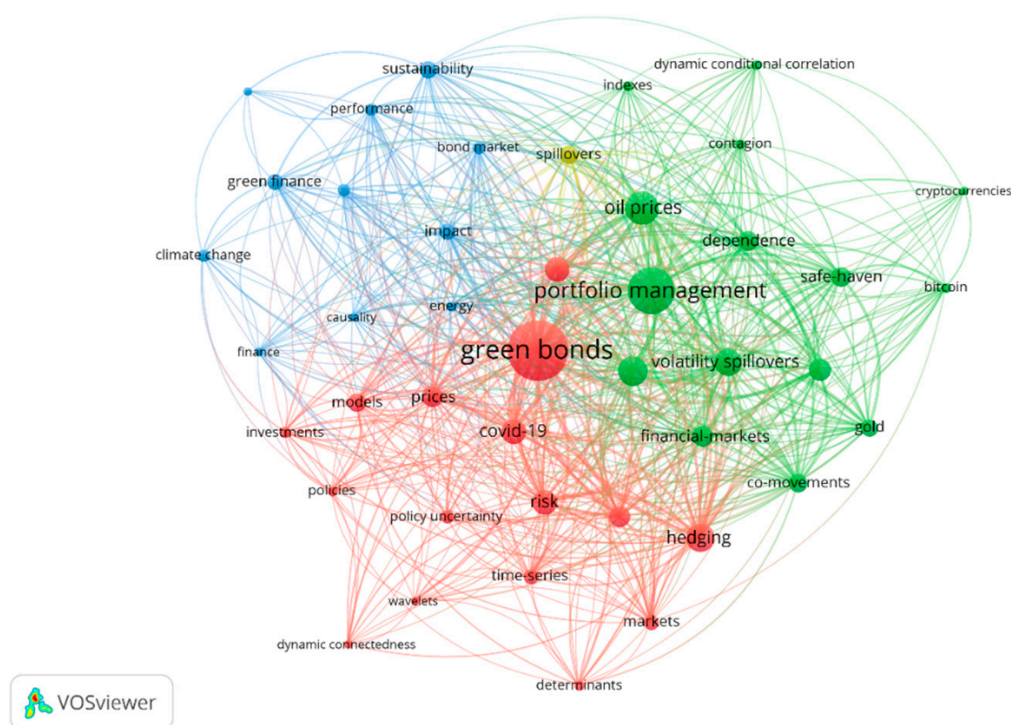 dynamic conditional correlation
sustainability
indexes
performance
bond market
contagion
spillovers
green finance
cryptocurrencies
oil prices
impact
dependence
climate change
safe-haven
portfolio management
bitcoin
energy
causality
green bonds
finance
volatility spillovers
prices
models
gold
investments
covid-19
financial-markets
co-movements
policies
risk
policy uncertainty
hedging
time-series
wavelets
markets
dynamic connectedness
determinants
VOSviewer